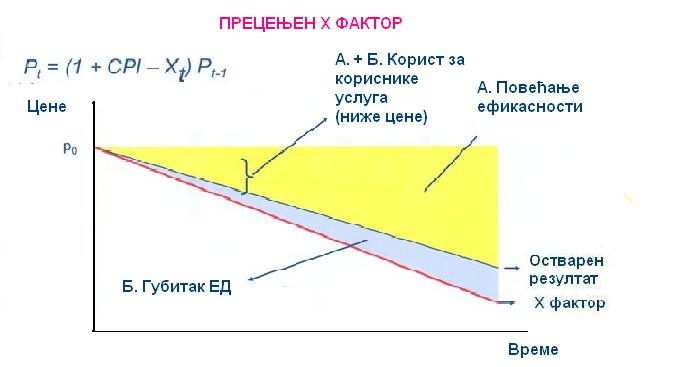 ПРЕЦЕЊЕН X ФАКТОР
Pt = (1 + CPI – Xt) Pt-1
Цене
А. + Б. Корист за
кориснике
услуга
(ниже цене)
А. Повећање
ефикасности
P0
Б. Губитак ЕД
Остварен
резултат
X фактор
Време